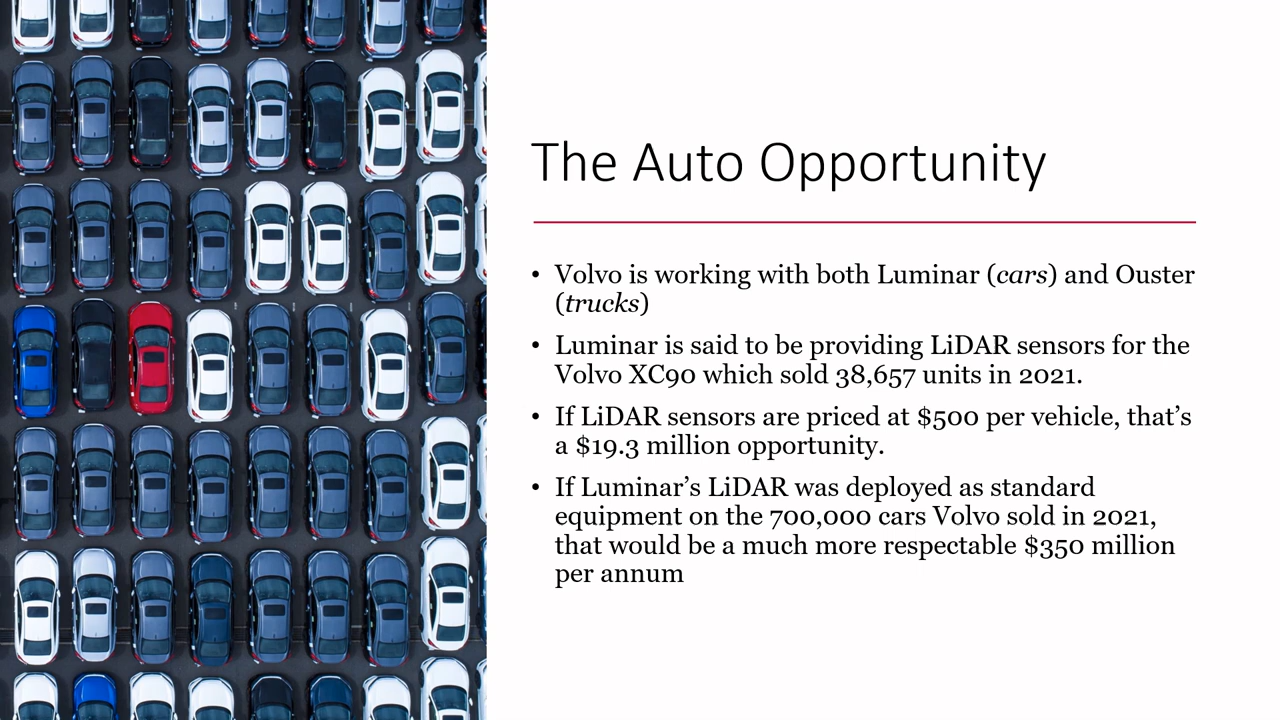 The Auto Opportunity
• Volvo is working with both Luminar (cars) and Ouster
(trucks)
• Luminar is said to be providing LiDAR sensors for the
Volvo XC90 which sold 38,657 units in 2021.
• If LiDAR sensors are priced at $500 per vehicle, that’s
a $19.3 million opportunity.
• If Luminar’s LiDAR was deployed as standard
equipment on the 700,000 cars Volvo sold in 2021,
that would be a much more respectable $350 million
per annum